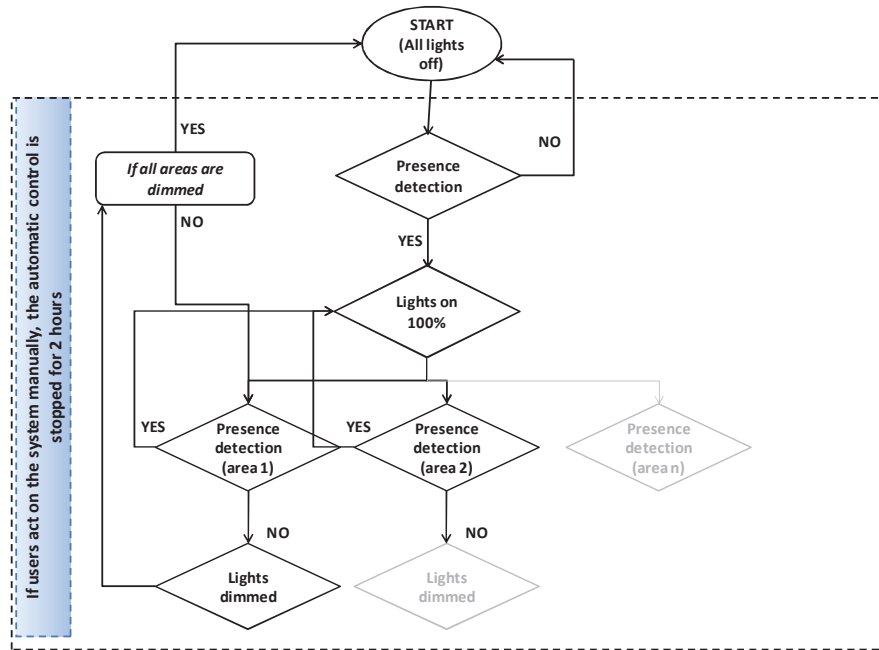 START
(All lights
off)
YES
NO
If all areas are
dimmed
Presence
detection
NO
YES
Lights on
100%
If users act on the system manually, the automatic control is
stopped for 2 hours
YES
Presence
detection
(area 1)
YES
Presence
detection
(area 2)
Presence
detection
(area n)
NO
NO
Lights
dimmed
Lights
dimmed